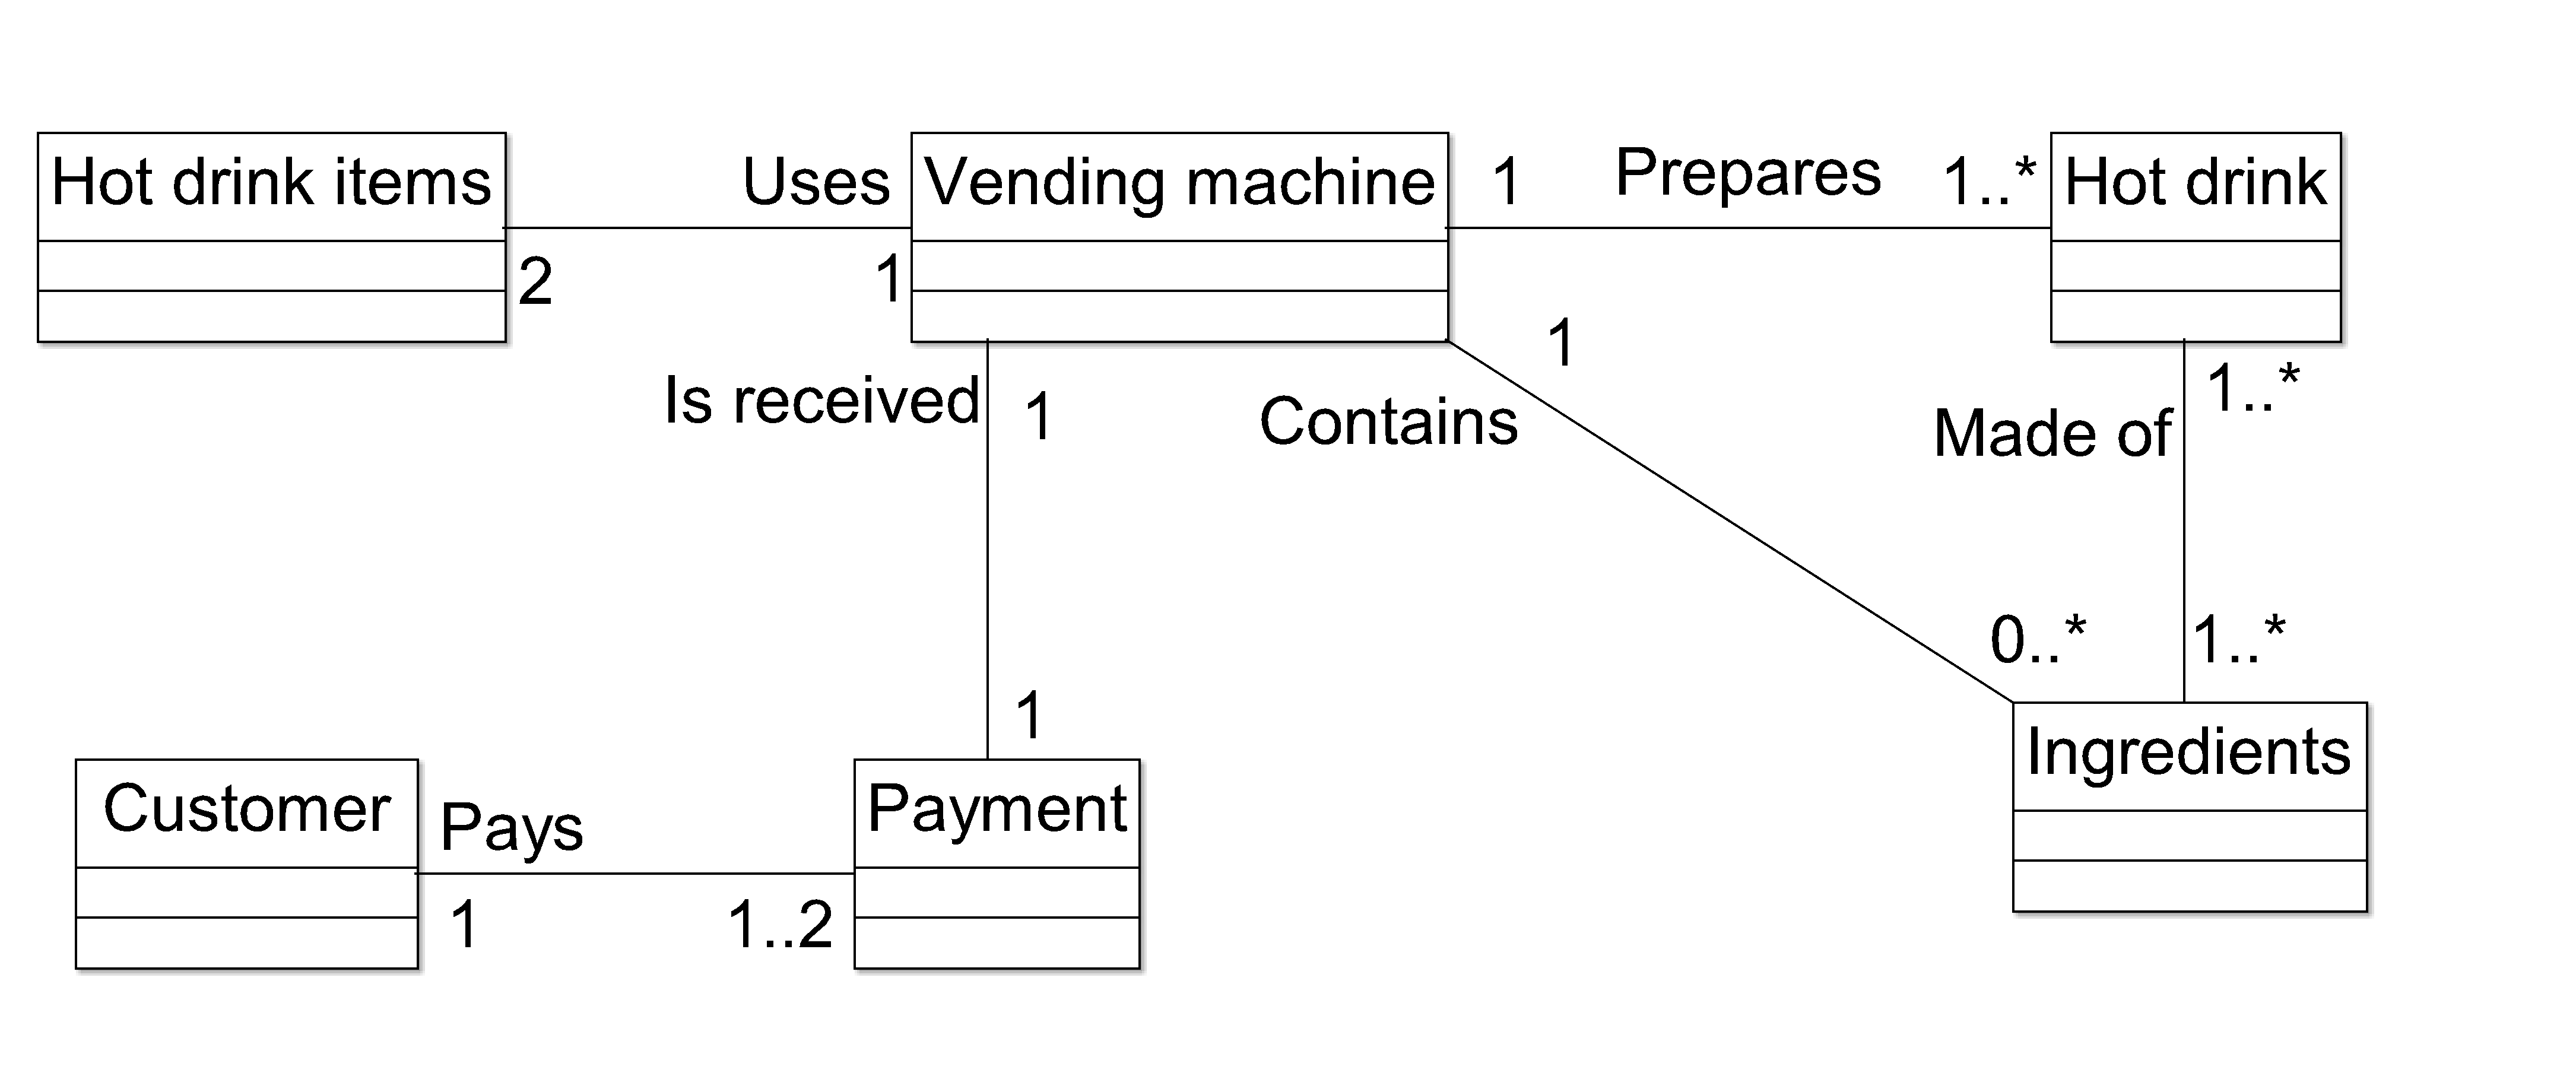 Hot drink items
Uses
Vending machine
1
Prepares
1..*
Hot drink
2
1
1
Is received
1
Contains
1..*
Made of
0..*
1..*
1
Ingredients
Customer
Pays
Payment
1
1..2